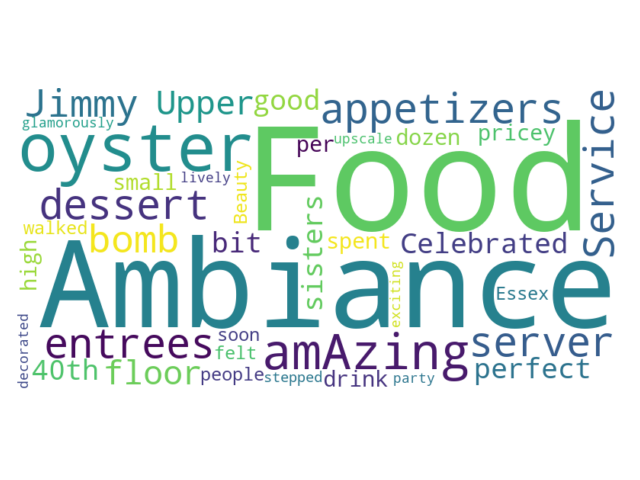 Jimmy Upper good appetizers Service
glamorously
oyster Food
per upscale dozen pricey
small lively
Beauty
dessert
sisters
walked
bomb bit spent Celebrated
high
Ambiance
exciting
Essex
decorated
entrees soon amAzing server
felt
40th floor people stepped drink party perfect